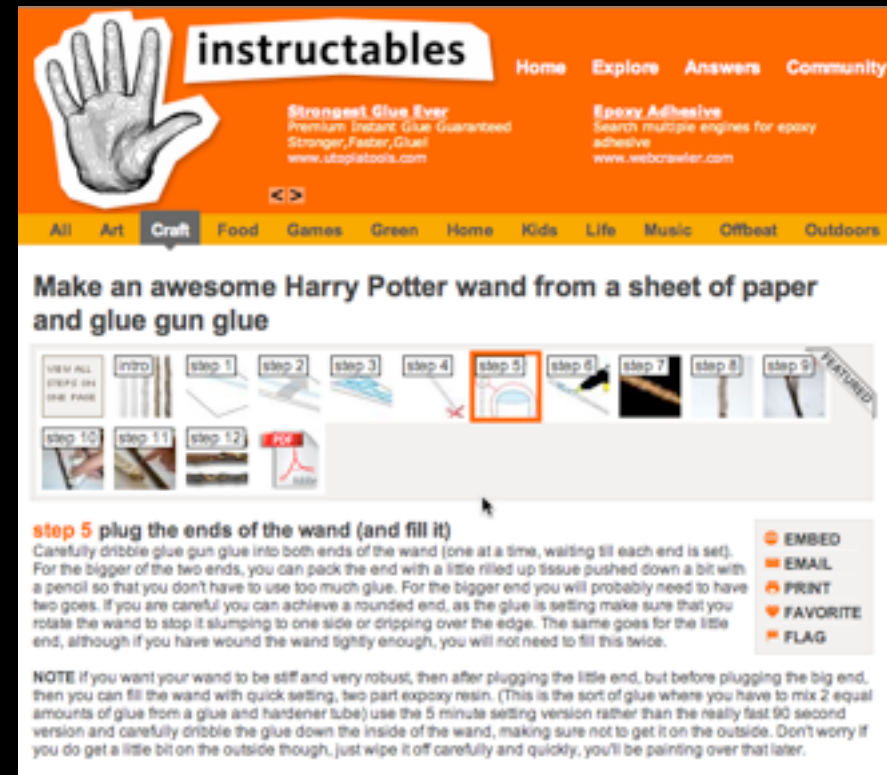 instructables
Home Explore Answers Community
Strongest Glue Ever
Premium Instant Glue Guaranteed
Stronger,Faster,Glue!
www.utoplatools.com
Epoxy Adhesive
Search multiple engines for epoxy
adhesive
www.webcrawler.com
< >
All Art Craft Food Games Green Home Kids Life Music Offbeat Outdoors
Make an awesome Harry Potter wand from a sheet of paper
and glue gun glue
VIEW ALL
STEPS ON
ONE PAGE
intro step 1 step 2 step 3 step 4 step 5 step 6 step 7 step 8 step 9
FEATURED
step 10 step 11 step 12 PDF
Adobe
step 5 plug the ends of the wand (and fill it)
Carefully dribble glue gun glue into both ends of the wand (one at a time, waiting till each end is set).
For the bigger of the two ends, you can pack the end with a little rilled up tissue pushed down a bit with
a pencil so that you don't have to use too much glue. For the bigger end you will probably need to have
two goes. If you are careful you can achieve a rounded end, as the glue is setting make sure that you
rotate the wand to stop it slumping to one side or dripping over the edge. The same goes for the little
end, although if you have wound the wand tightly enough, you will not need to fill this twice.
EMBED
EMAIL
PRINT
FAVORITE
FLAG
NOTE if you want your wand to be stiff and very robust, then after plugging the little end, but before plugging the big end,
then you can fill the wand with quick setting, two part expoxy resin. (This is the sort of glue where you have to mix 2 equal
amounts of glue from a glue and hardener tube) use the 5 minute setting version rather than the really fast 90 second
version and carefully dribble the glue down the inside of the wand, making sure not to get it on the outside. Don't worry if
you do get a little bit on the outside though, just wipe it off carefully and quickly, you'll be painting over that later.